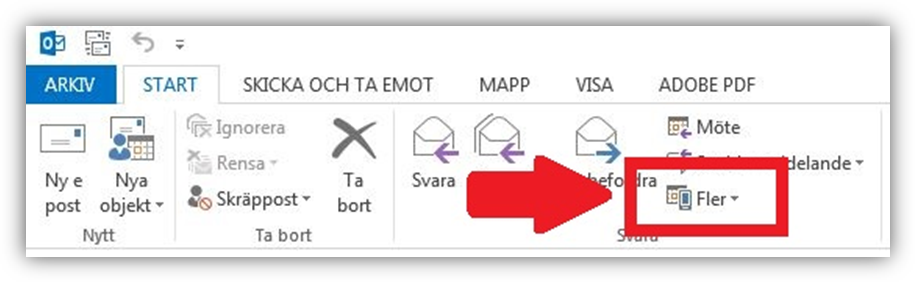 ARKIV START SKICKA OCH TA EMOT MAPP VISA ADOBE PDF
Ny e
post
Nya
objekt
Nytt
Ignorera
Rensa
Skräppost
Ta
bort
Ta bort
Svara
Möte
Fler
Svara